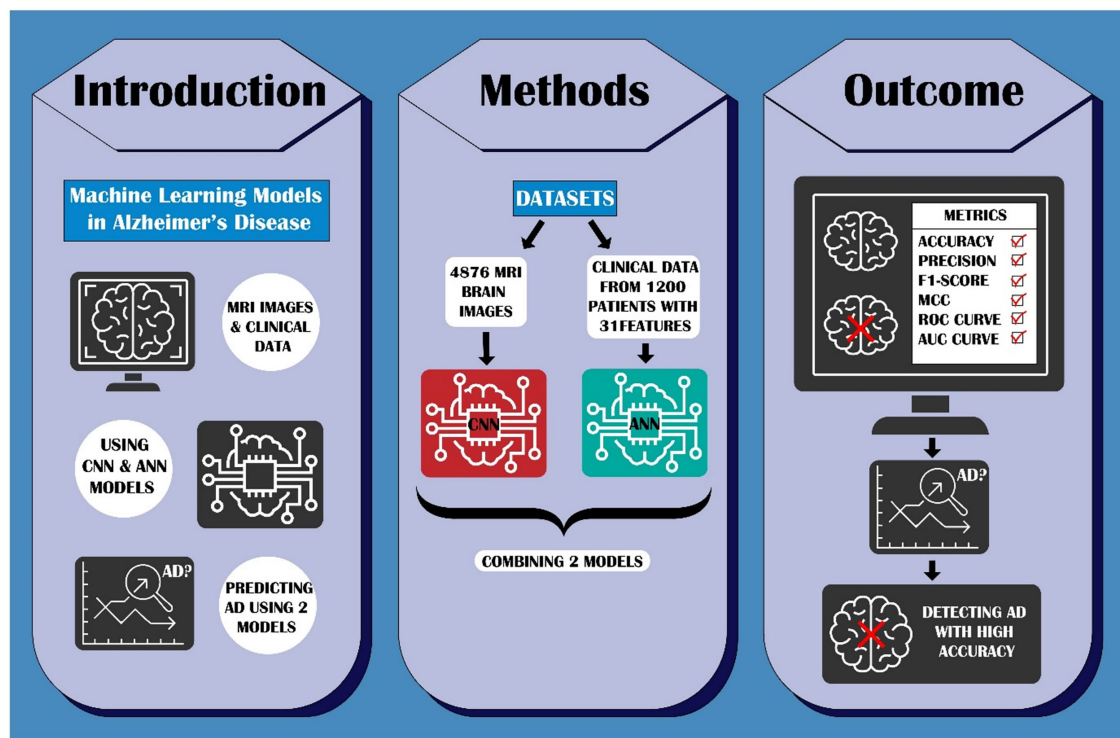 Introduction
Machine Learning Models
in Alzheimer's Disease
MRI IMAGES
& CLINICAL
DATA
USING
CNN & ANN
MODELS
AD?
PREDICTING
AD USING 2
MODELS
Methods
DATASETS
4876 MRI
BRAIN
IMAGES
CLINICAL DATA
FROM 1200
PATIENTS WITH
31FEATURES
CNN
ANN
COMBINING 2 MODELS
Outcome
METRICS
ACCURACY
PRECISION
F1-SCORE
MCC
ROC CURVE
AUC CURVE
AD?
DETECTING AD
WITH HIGH
ACCURACY